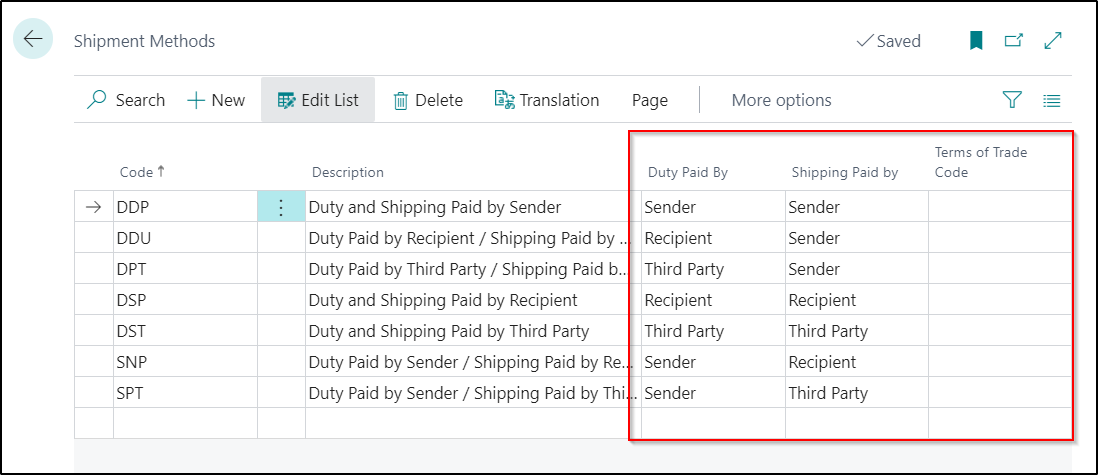 Shipment Methods
Saved
Search New Edit List Delete Translation Page More options
Code Description Duty Paid By Shipping Paid by Terms of Trade
Code
DDP Duty and Shipping Paid by Sender Sender Sender
DDU Duty Paid by Recipient / Shipping Paid by ... Recipient Sender
DPT Duty Paid by Third Party / Shipping Paid b... Third Party Sender
DSP Duty and Shipping Paid by Recipient Recipient Recipient
DST Duty and Shipping Paid by Third Party Third Party Third Party
SNP Duty Paid by Sender / Shipping Paid by Re... Sender Recipient
SPT Duty Paid by Sender / Shipping Paid by Thi... Sender Third Party